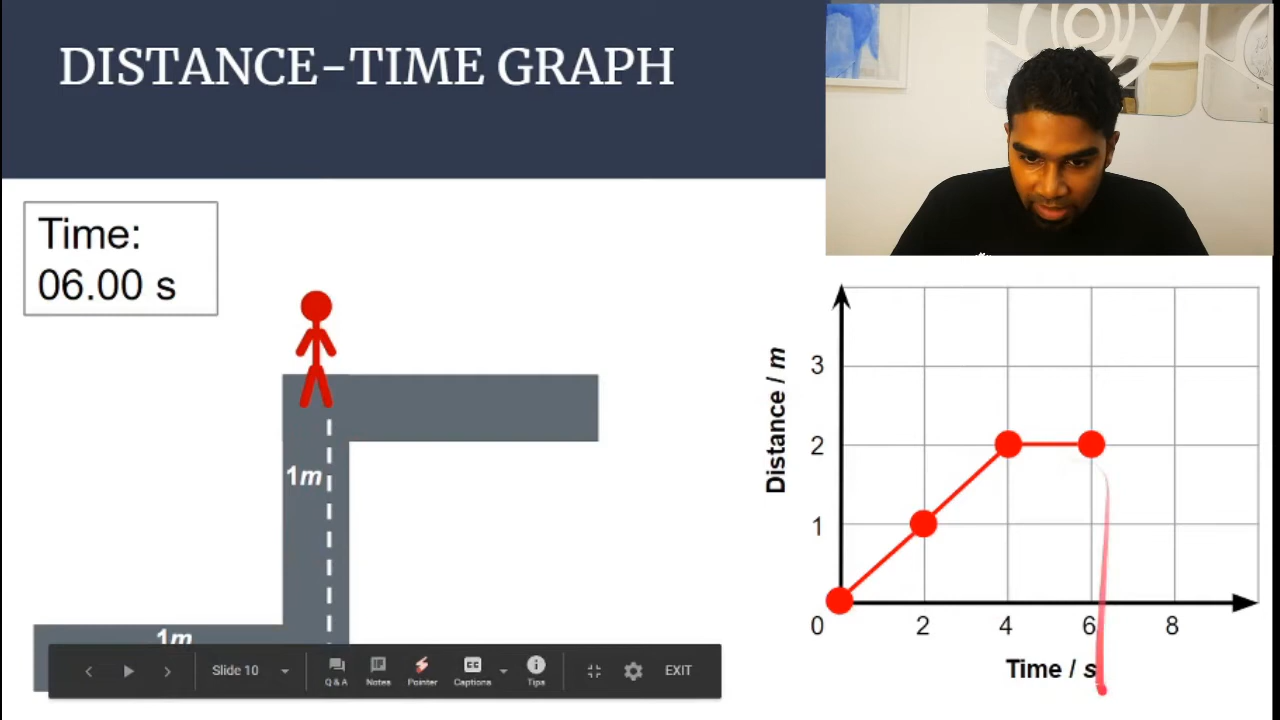 DISTANCE-TIME GRAPH
Time:
06.00 s
1m
1m
Distance / m
3
2
1
0
2
4
6
8
Time / s
Slide 10
Q & A
Notes
Pointer
CC
Captions
Tips
EXIT